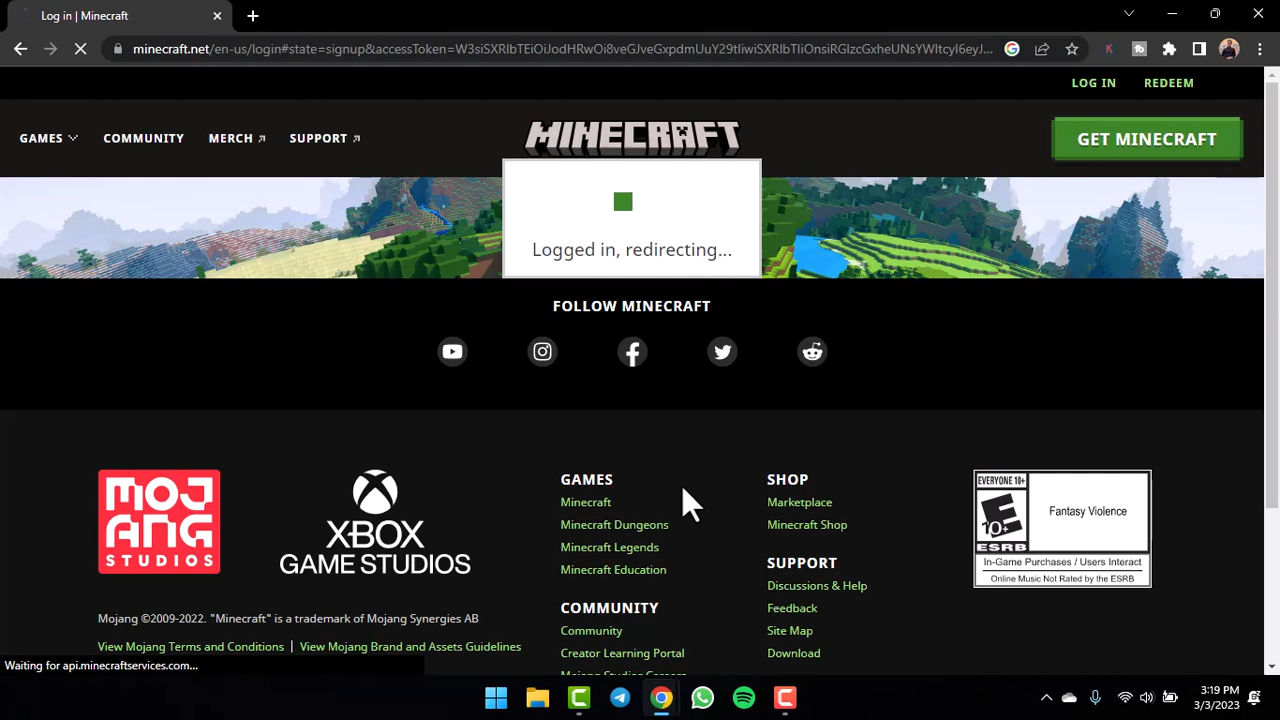 Log in | Minecraft
minecraft.net/en-us/login#state=signup&accessToken=W3siSXRlbTEiOiJodHRwOi8veGJveGxpdmUuY29tIiwiSXRlbTIiOnsiRGlzcGxheUNsYWltcyI6eyJ...
LOG IN
REDEEM
GAMES
COMMUNITY
MERCH
SUPPORT
MINECRAFT
GET MINECRAFT
Logged in, redirecting...
FOLLOW MINECRAFT
MOJANG
STUDIOS
XBOX
GAME STUDIOS
GAMES
Minecraft
Minecraft Dungeons
Minecraft Legends
Minecraft Education
COMMUNITY
Community
Creator Learning Portal
Mojang Studios Careers
SHOP
Marketplace
Minecraft Shop
SUPPORT
Discussions & Help
Feedback
Site Map
Download
EVERYONE 10+
E
10+
ESRB
Fantasy Violence
In-Game Purchases / Users Interact
Online Music Not Rated by the ESRB
Mojang ©2009-2022. "Minecraft" is a trademark of Mojang Synergies AB
View Mojang Terms and Conditions | View Mojang Brand and Assets Guidelines
Waiting for api.minecraftservices.com...
3:19 PM
3/3/2023